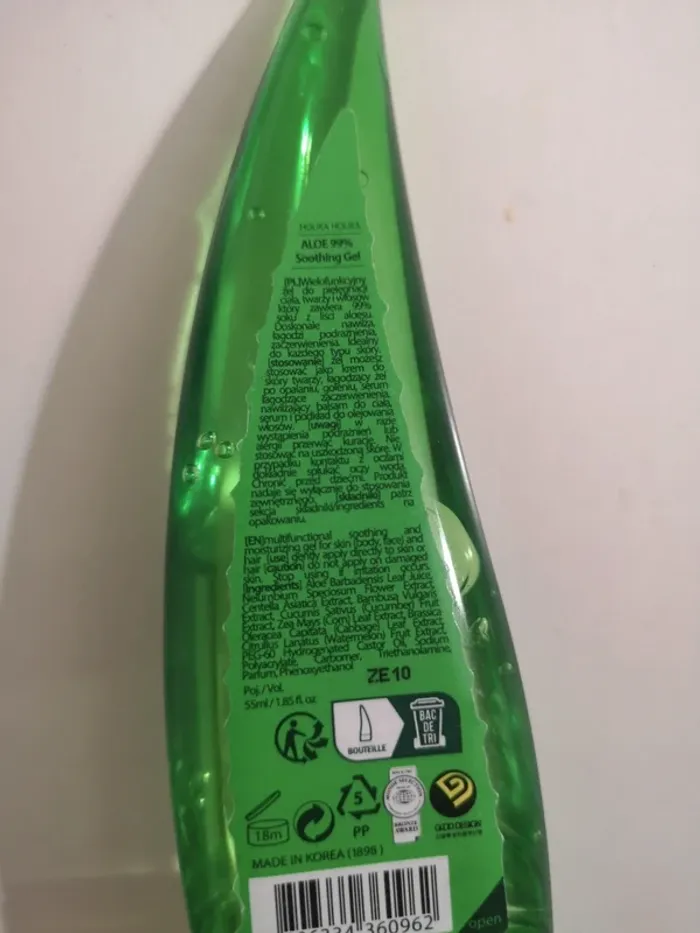 HOLIKA HOLIKA
ALOE 99%
Soothing Gel
[PL]Wielofunkcyjny
żel do pielęgnacji
ciała, twarzy i włosów
który zawiera 99%
soku z liści aloesu.
Doskonale nawilża,
łagodzi podrażnienia,
zaczerwienienia. Idealny
do każdego typu skóry.
[stosowanie] żel możesz
stosować jako krem do
skóry twarzy, łagodzący żel
po opalaniu, goleniu, serum
łagodzące zaczerwienienia,
nawilżający balsam do ciała,
serum i podkład do olejowania
włosów. [uwagi] W razie
wystąpienia podrażnień lub
alergii przerwać kurację. Nie
stosować na uszkodzoną skórę. W
przypadku kontaktu z oczami
dokładnie spłukać oczy wodą.
Chronić przed dziećmi. Produkt
nadaje się wyłącznie do stosowania
zewnętrznego. [składniki] patrz
sekcja składniki/ingredients na
opakowaniu.
[EN]multifunctional soothing and
moisturizing gel for skin (body, face) and
hair [use] gently apply directly to skin or
hair [caution] do not apply on damaged
skin. Stop using if irritation occurs.
[ingredients] Aloe Barbadensis Leaf Juice,
Nelumbium Speciosum Flower Extract,
Centella Asiatica Extract, Bambusa Vulgaris
Extract, Cucumis Sativus (Cucumber) Fruit
Extract, Zea Mays (Corn) Leaf Extract, Brassica
Oleracea Capitata (Cabbage) Leaf Extract,
Citrullus Lanatus (Watermelon) Fruit Extract,
PEG-60 Hydrogenated Castor Oil, Sodium
Polyacrylate, Carbomer, Triethanolamine,
Parfum, Phenoxyethanol
ZE10
Poj./Vol.
55ml / 1.85 fl. oz
BOUTEILLE
BAC
DE
TRI
18m
5
PP
AWARD
GOOD DESIGN
MADE IN KOREA (1898)
360962
open